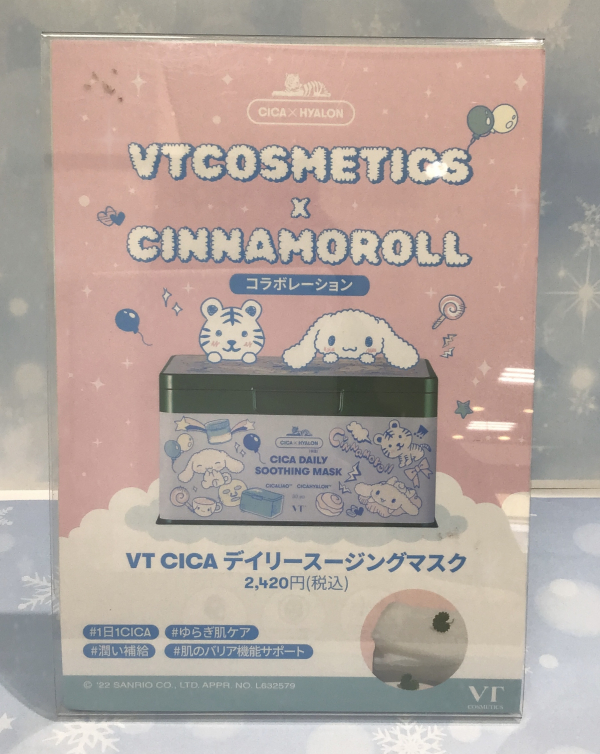 CICA×HYALON
VTCOSMETICS
x
CINNAMOROLL
コラボレーション
CICA×HYALON
CICA DAILY
SOOTHING MASK
CICACHO™ CICAHYALON™
VT
Cinnamoroll
VT CICA デイリースージングマスク
2,420円(税込)
#1日1CICA #ゆらぎ肌ケア
#潤い補給 #肌のバリア機能サポート
© '22 SANRIO CO., LTD. APPR. NO. L632579
VT
COSMETICS